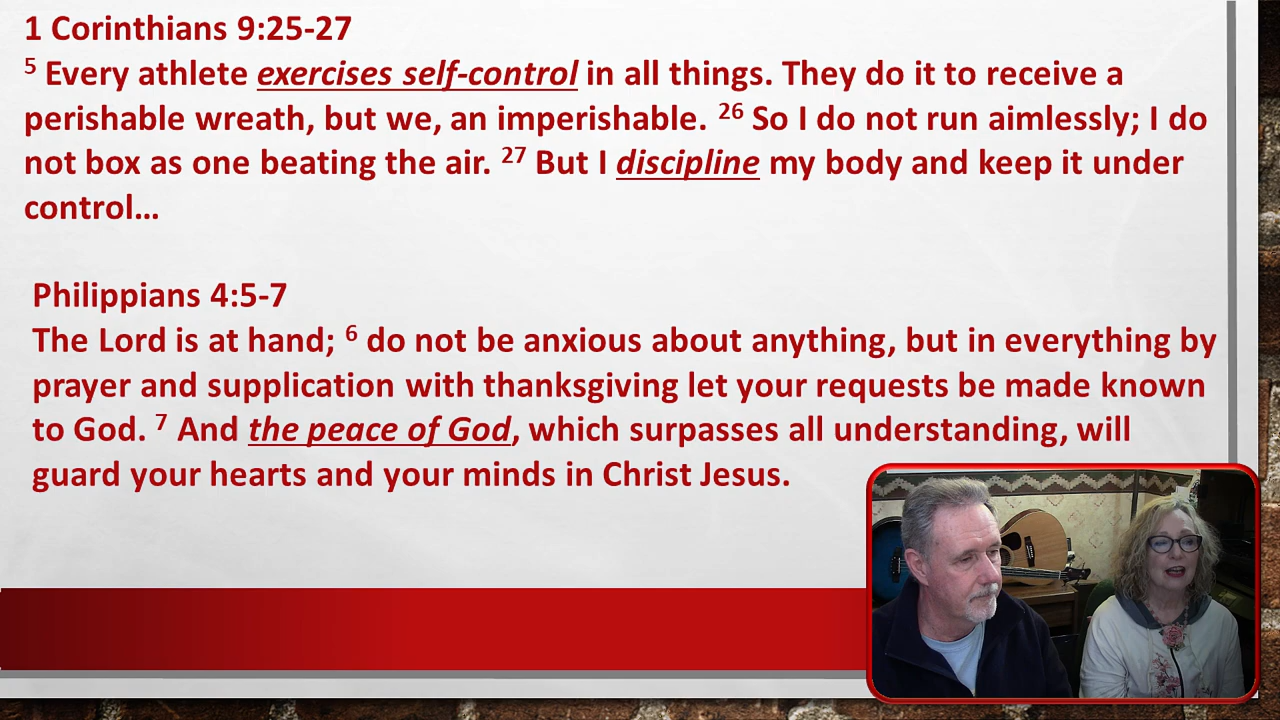 1 Corinthians 9:25-27
5 Every athlete exercises self-control in all things. They do it to receive a
perishable wreath, but we, an imperishable. 26 So I do not run aimlessly; I do
not box as one beating the air. 27 But I discipline my body and keep it under
control…
Philippians 4:5-7
The Lord is at hand; 6 do not be anxious about anything, but in everything by
prayer and supplication with thanksgiving let your requests be made known
to God. 7 And the peace of God, which surpasses all understanding, will
guard your hearts and your minds in Christ Jesus.